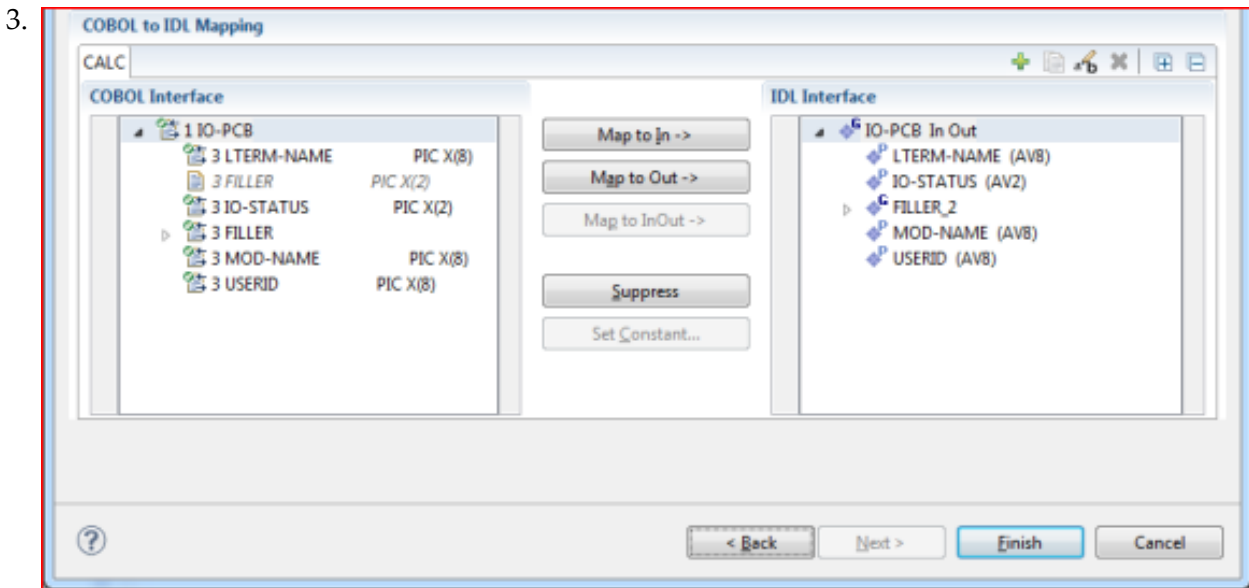 3.
COBOL to IDL Mapping
CALC
COBOL Interface
IDL Interface
1 IO-PCB
3 LTERM-NAME PIC X(8)
3 FILLER PIC X(2)
3 IO-STATUS PIC X(2)
3 FILLER
3 MOD-NAME PIC X(8)
3 USERID PIC X(8)
Map to In ->
Map to Out ->
Map to InOut ->
Suppress
Set Constant...
IO-PCB In Out
LTERM-NAME (AV8)
IO-STATUS (AV2)
FILLER_2
MOD-NAME (AV8)
USERID (AV8)
< Back
Next >
Finish
Cancel